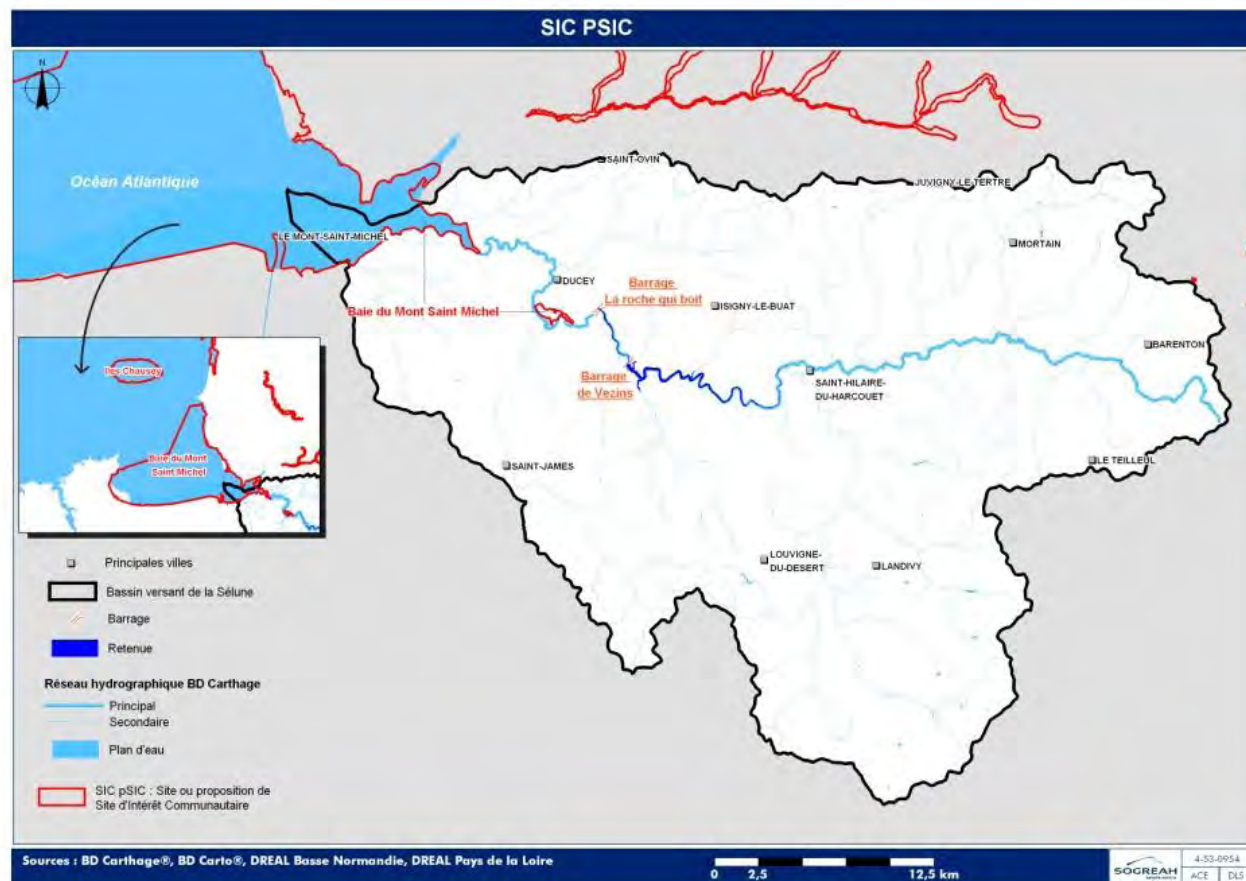 SIC PSIC
N
Océan Atlantique
SAINT-OVIN
JUVIGNY-LE-TERTRE
LE MONT-SAINT-MICHEL
MORTAIN
DUCEY
Barrage
La roche qui boit
ISIGNY-LE-BUAT
Baie du Mont Saint Michel
BARENTON
Barrage
de Vezins
SAINT-HILAIRE-
DU-HARCOUET
Iles Chausey
Baie du Mont
Saint Michel
SAINT-JAMES
LE TEILLEUL
LOUVIGNE-
DU-DESERT
LANDIVY
Principales villes
Bassin versant de la Sélune
Barrage
Retenue
Réseau hydrographique BD Carthage
Principal
Secondaire
Plan d'eau
SIC pSIC : Site ou proposition de
Site d'Intérêt Communautaire
Sources : BD Carthage®, BD Carto®, DREAL Basse Normandie, DREAL Pays de la Loire
0 2,5 12,5 km
SOGREAH
4-53-0954
ACE DLS